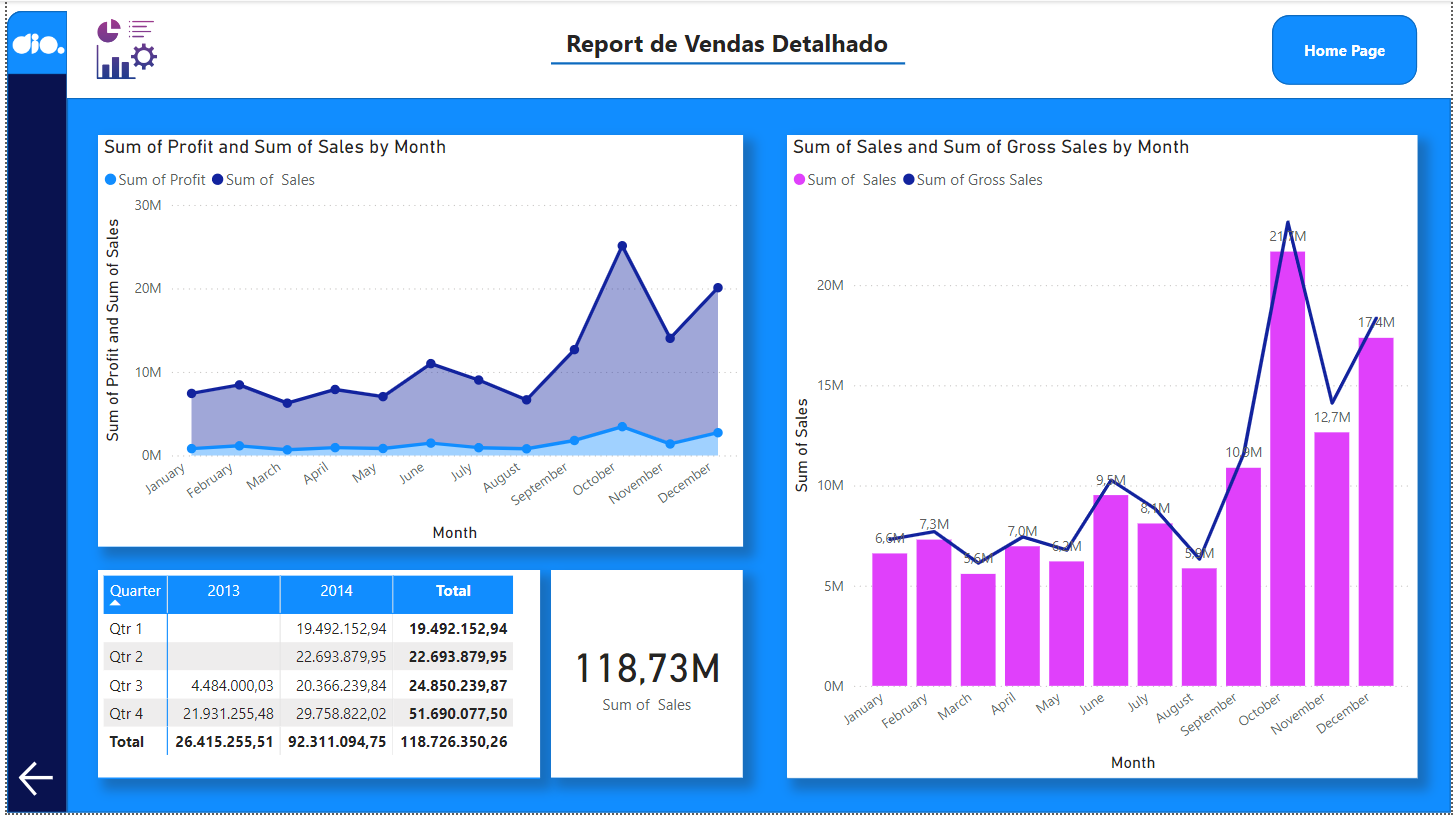 dio.
Report de Vendas Detalhado
Home Page
Sum of Profit and Sum of Sales by Month
Sum of Profit Sum of Sales
Sum of Profit and Sum of Sales
30M
20M
10M
0M
January February March April May June July August September October November December
Month
Quarter 2013 2014 Total
Qtr 1 19.492.152,94 19.492.152,94
Qtr 2 22.693.879,95 22.693.879,95
Qtr 3 4.484.000,03 20.366.239,84 24.850.239,87
Qtr 4 21.931.255,48 29.758.822,02 51.690.077,50
Total 26.415.255,51 92.311.094,75 118.726.350,26
118,73M
Sum of Sales
Sum of Sales and Sum of Gross Sales by Month
Sum of Sales Sum of Gross Sales
Sum of Sales
20M
15M
10M
5M
0M
6,6M 7,3M 5,6M 7,0M 6,2M 9,5M 8,1M 5,9M 10,9M 21,7M 12,7M 17,4M
January February March April May June July August September October November December
Month